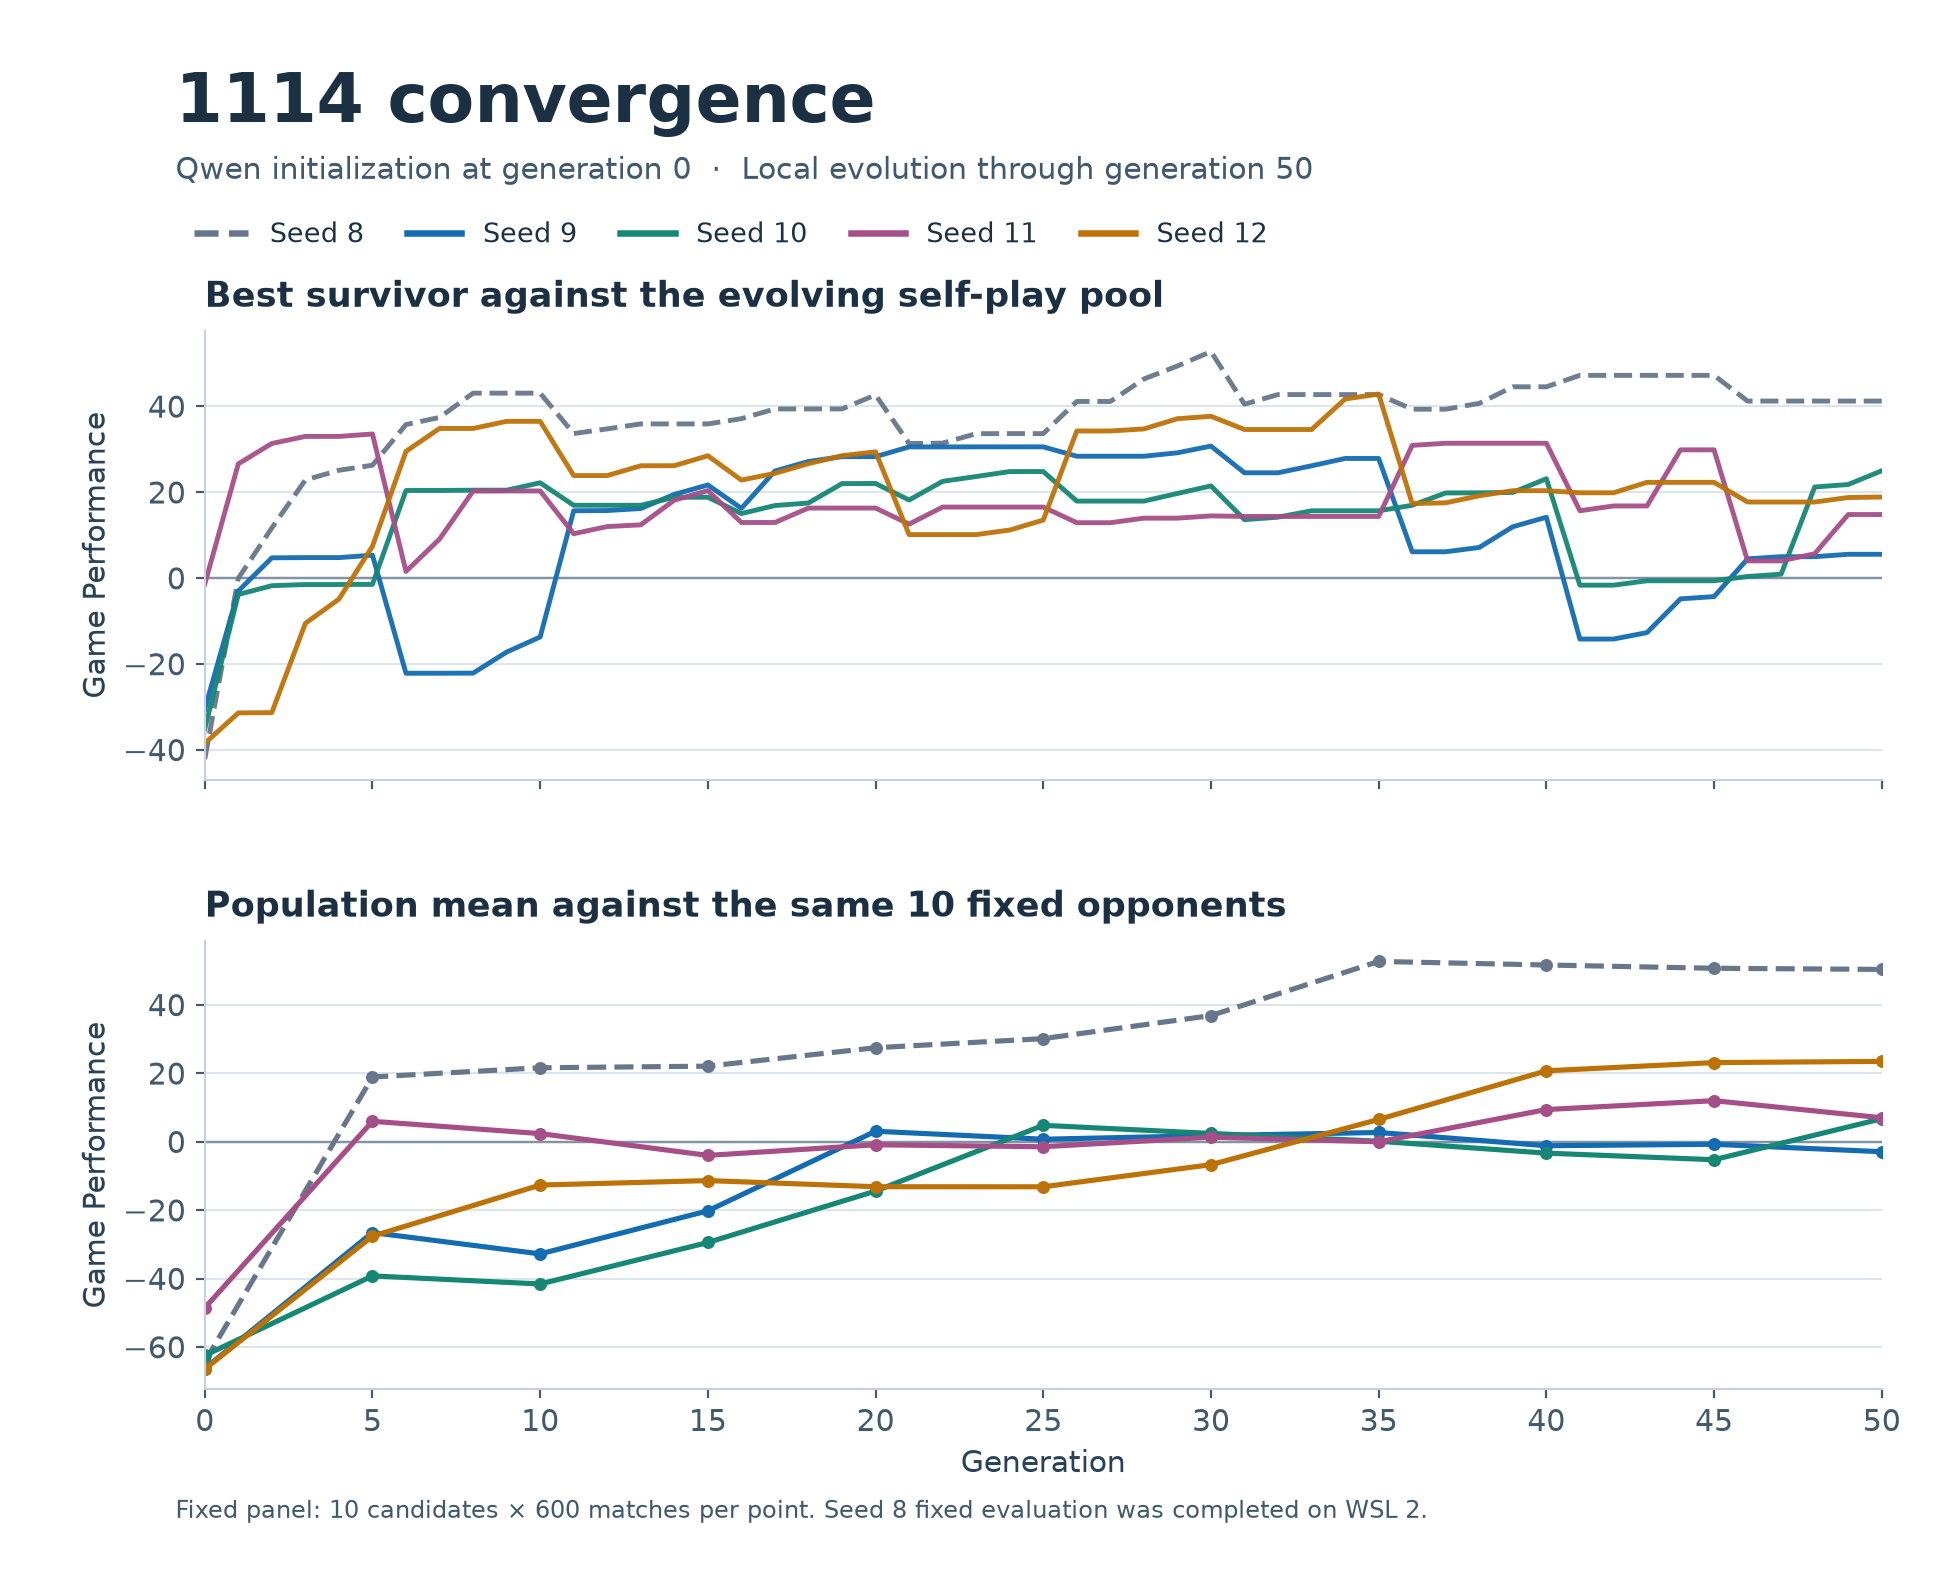 1114 convergence
Qwen initialization at generation 0 · Local evolution through generation 50
Seed 8 Seed 9 Seed 10 Seed 11 Seed 12
Best survivor against the evolving self-play pool
Game Performance
40
20
0
−20
−40
Population mean against the same 10 fixed opponents
Game Performance
40
20
0
−20
−40
−60
0 5 10 15 20 25 30 35 40 45 50
Generation
Fixed panel: 10 candidates × 600 matches per point. Seed 8 fixed evaluation was completed on WSL 2.